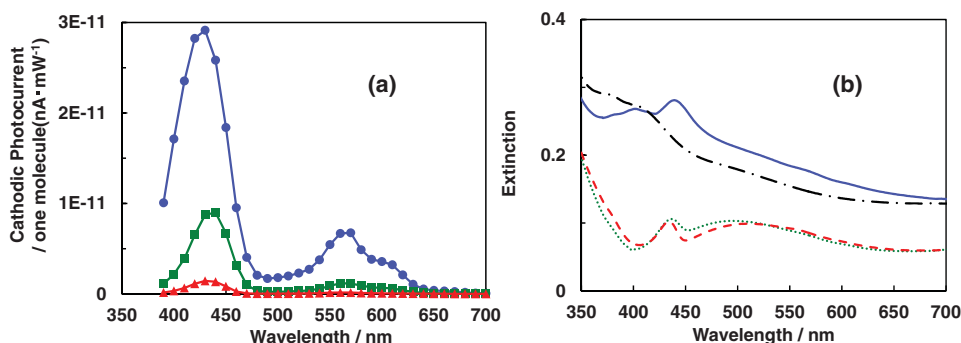 Cathodic Photocurrent
/ one molecule(nA・mW-1)
3E-11
2E-11
1E-11
0
350 400 450 500 550 600 650 700
Wavelength / nm
(a)
Extinction
0.4
0.2
0
350 400 450 500 550 600 650 700
Wavelength / nm
(b)